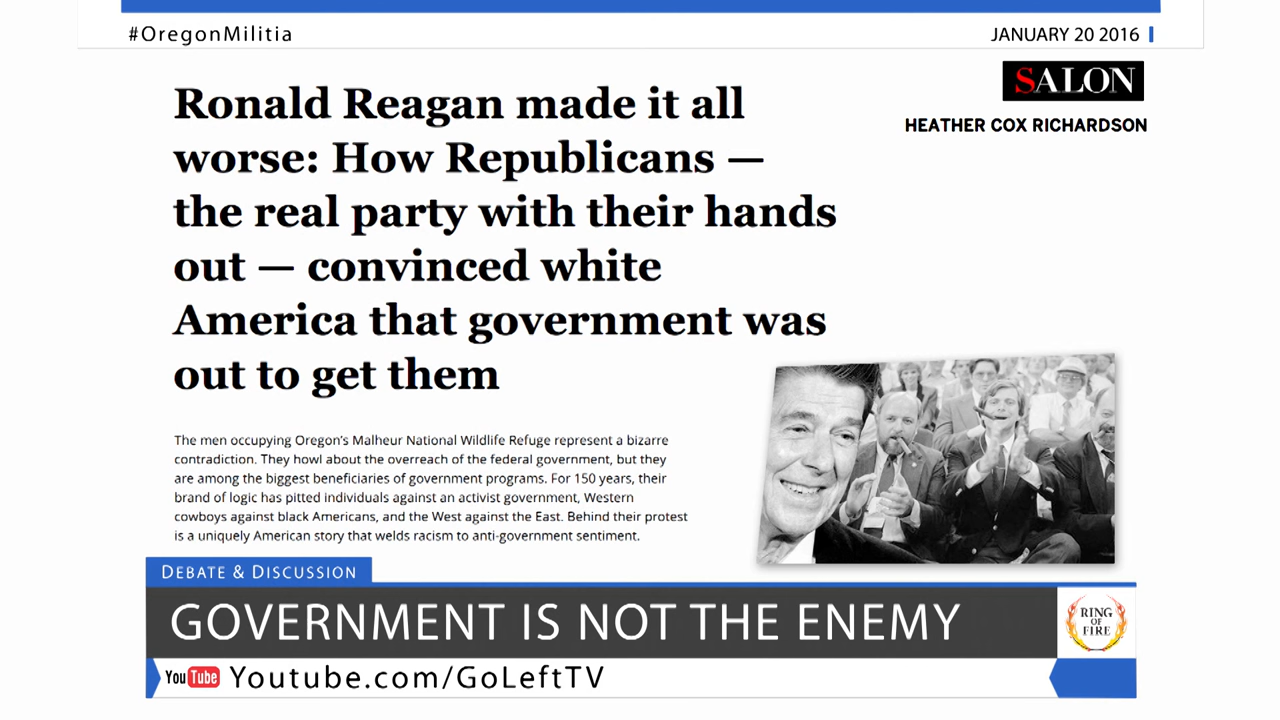 #OregonMilitia
JANUARY 20 2016
SALON
HEATHER COX RICHARDSON
Ronald Reagan made it all
worse: How Republicans —
the real party with their hands
out — convinced white
America that government was
out to get them
The men occupying Oregon's Malheur National Wildlife Refuge represent a bizarre
contradiction. They howl about the overreach of the federal government, but they
are among the biggest beneficiaries of government programs. For 150 years, their
brand of logic has pitted individuals against an activist government, Western
cowboys against black Americans, and the West against the East. Behind their protest
is a uniquely American story that welds racism to anti-government sentiment.
DEBATE & DISCUSSION
GOVERNMENT IS NOT THE ENEMY
RING
OF
FIRE
YouTube Youtube.com/GoLeftTV